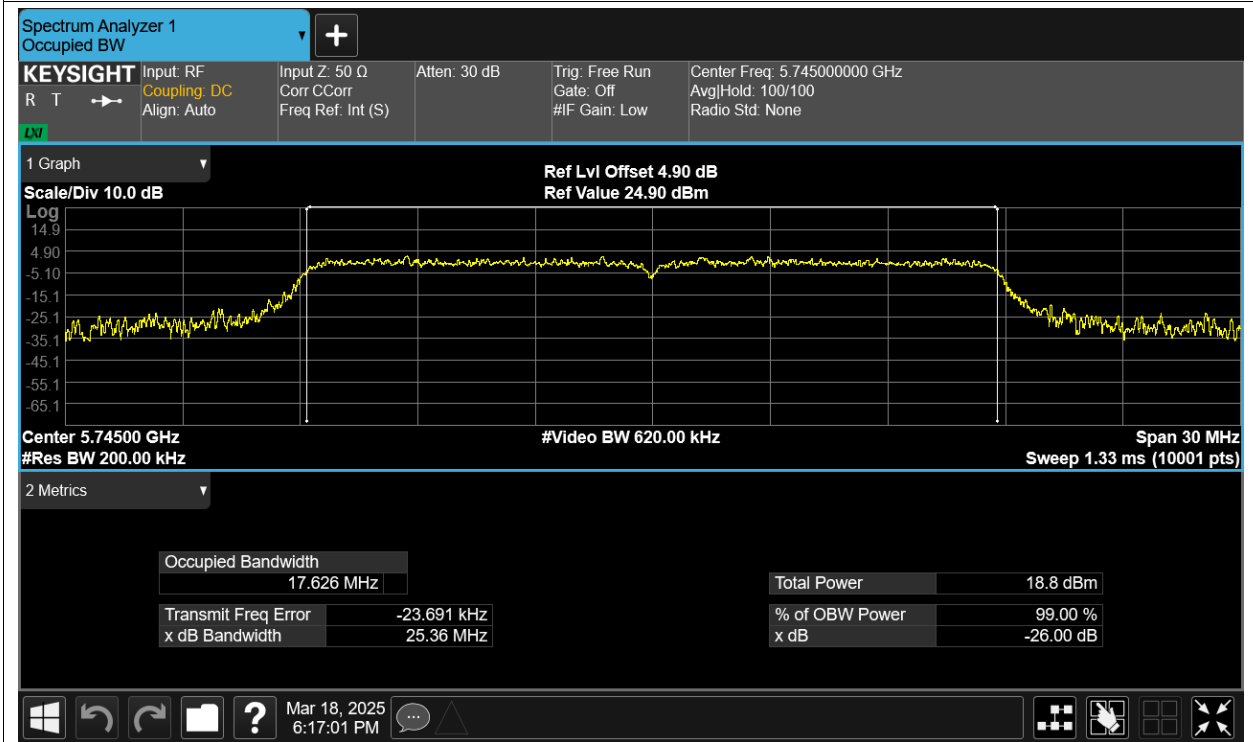 Spectrum Analyzer 1
Occupied BW
KEYSIGHT
R T
LXI
Input: RF
Coupling: DC
Align: Auto
Input Z: 50 Ω
Corr CCorr
Freq Ref: Int (S)
Atten: 30 dB
Trig: Free Run
Gate: Off
#IF Gain: Low
Center Freq: 5.745000000 GHz
Avg|Hold: 100/100
Radio Std: None
1 Graph
Scale/Div 10.0 dB
Ref Lvl Offset 4.90 dB
Ref Value 24.90 dBm
Log
14.9
4.90
-5.10
-15.1
-25.1
-35.1
-45.1
-55.1
-65.1
Center 5.74500 GHz
#Res BW 200.00 kHz
#Video BW 620.00 kHz
Span 30 MHz
Sweep 1.33 ms (10001 pts)
2 Metrics
Occupied Bandwidth
17.626 MHz
Transmit Freq Error -23.691 kHz
x dB Bandwidth 25.36 MHz
Total Power 18.8 dBm
% of OBW Power 99.00 %
x dB -26.00 dB
?
Mar 18, 2025
6:17:01 PM